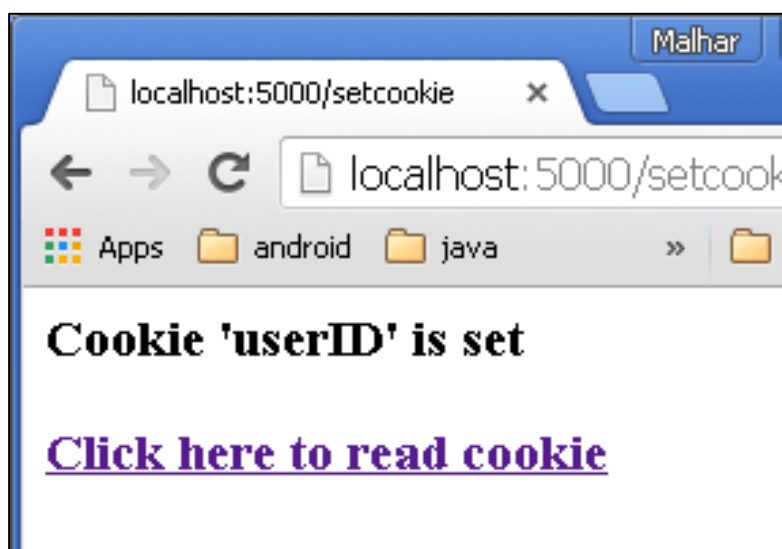 Malhar
localhost:5000/setcookie
localhost:5000/setcook
Apps android java »
Cookie 'userID' is set
Click here to read cookie